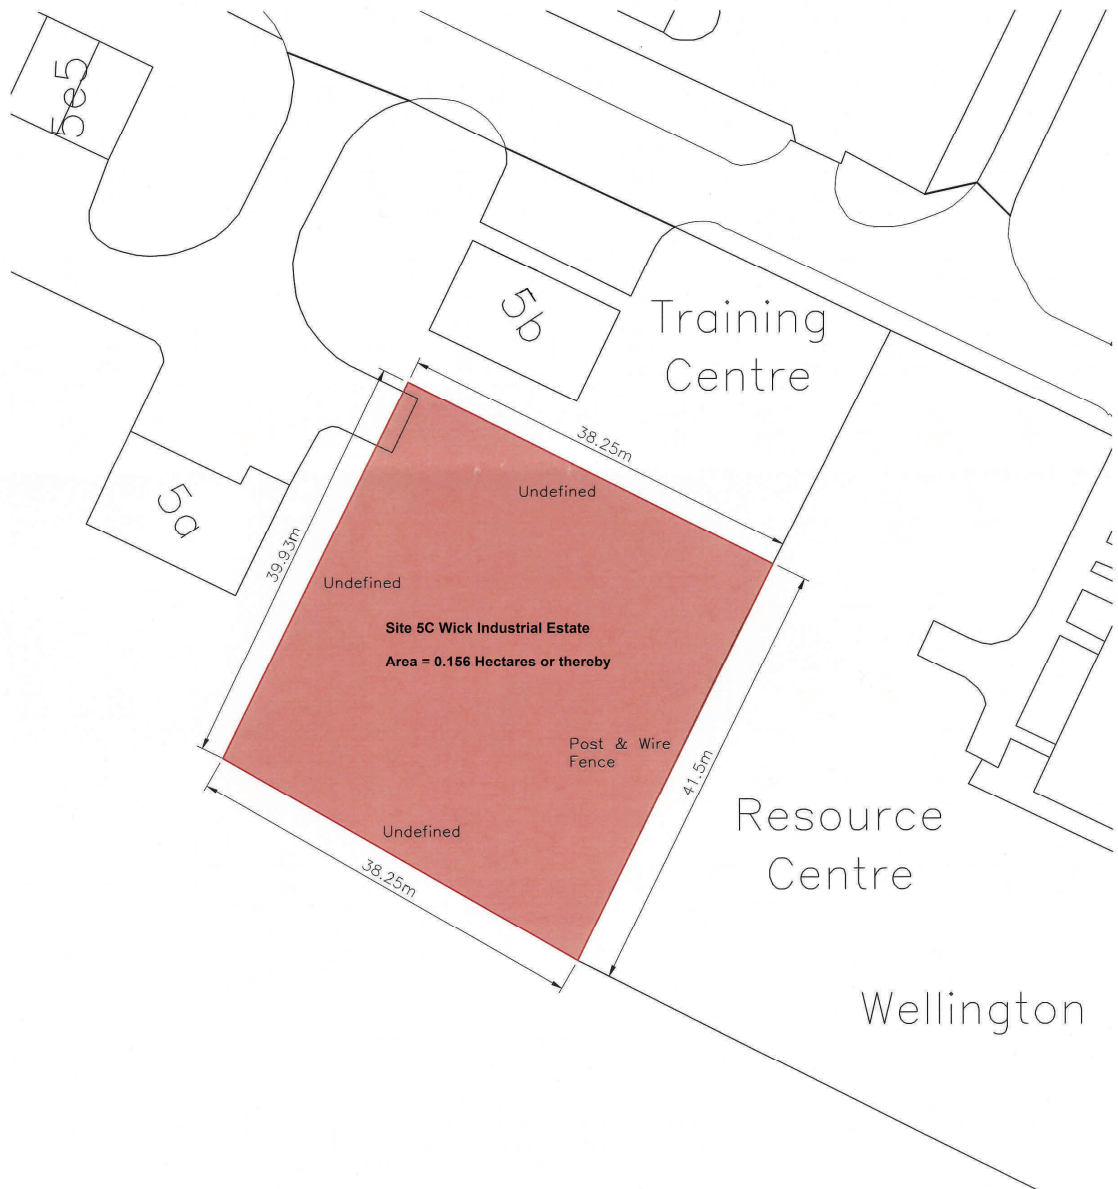 5e5
5b
Training
Centre
38.25m
Undefined
5a
39.93m
Undefined
Site 5C Wick Industrial Estate
Area = 0.156 Hectares or thereby
Post & Wire
Fence
41.5m
Resource
Centre
Undefined
38.25m
Wellington